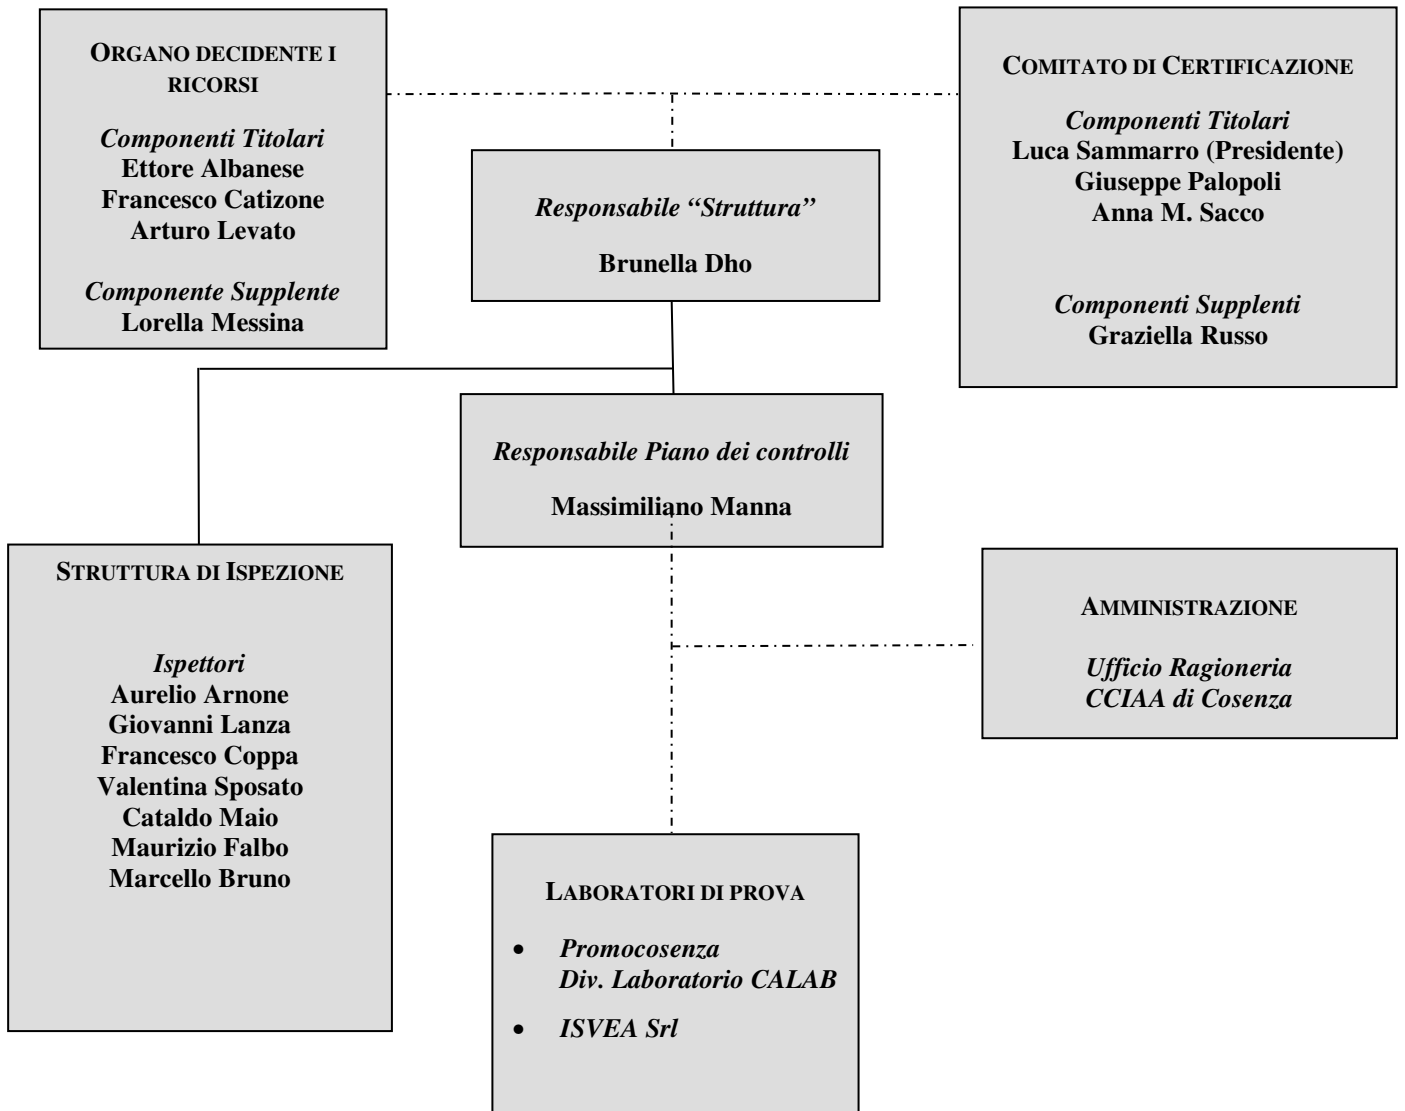 ORGANO DECIDENTE I
RICORSI
Componenti Titolari
Ettore Albanese
Francesco Catizone
Arturo Levato
Componente Supplente
Lorella Messina
COMITATO DI CERTIFICAZIONE
Componenti Titolari
Luca Sammarro (Presidente)
Giuseppe Palopoli
Anna M. Sacco
Componenti Supplenti
Graziella Russo
Responsabile “Struttura”
Brunella Dho
Responsabile Piano dei controlli
Massimiliano Manna
STRUTTURA DI ISPEZIONE
Ispettori
Aurelio Arnone
Giovanni Lanza
Francesco Coppa
Valentina Sposato
Cataldo Maio
Maurizio Falbo
Marcello Bruno
AMMINISTRAZIONE
Ufficio Ragioneria
CCIAA di Cosenza
LABORATORI DI PROVA
• Promocosenza
Div. Laboratorio CALAB
• ISVEA Srl